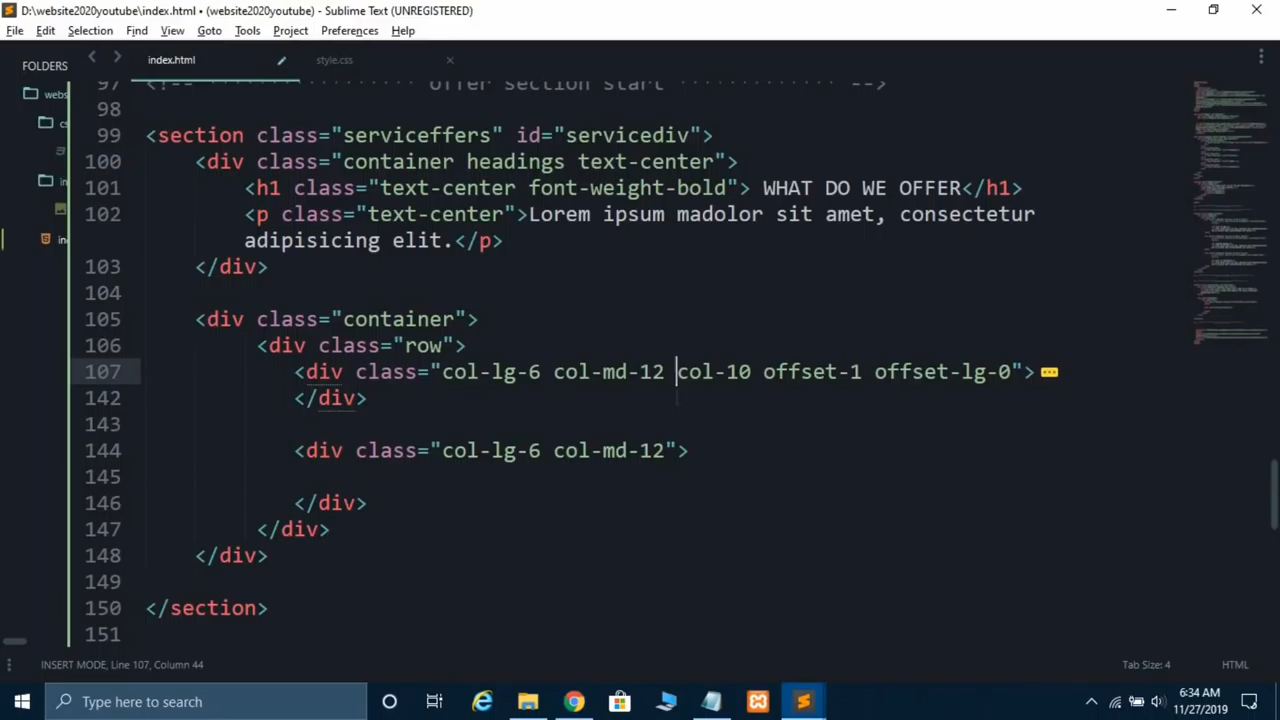 D:\website2020youtube\index.html • (website2020youtube) - Sublime Text (UNREGISTERED)
File Edit Selection Find View Goto Tools Project Preferences Help
FOLDERS
index.html
style.css
webs
97 <!-- offer section start -->
98
99 <section class="serviceffers" id="servicediv">
100 <div class="container headings text-center">
101 <h1 class="text-center font-weight-bold"> WHAT DO WE OFFER</h1>
102 <p class="text-center">Lorem ipsum madolor sit amet, consectetur
adipisicing elit.</p>
103 </div>
104
105 <div class="container">
106 <div class="row">
107 <div class="col-lg-6 col-md-12 col-10 offset-1 offset-lg-0">
142 </div>
143
144 <div class="col-lg-6 col-md-12">
145
146 </div>
147 </div>
148 </div>
149
150 </section>
151
INSERT MODE, Line 107, Column 44
Tab Size: 4
HTML
Type here to search
6:34 AM
11/27/2019